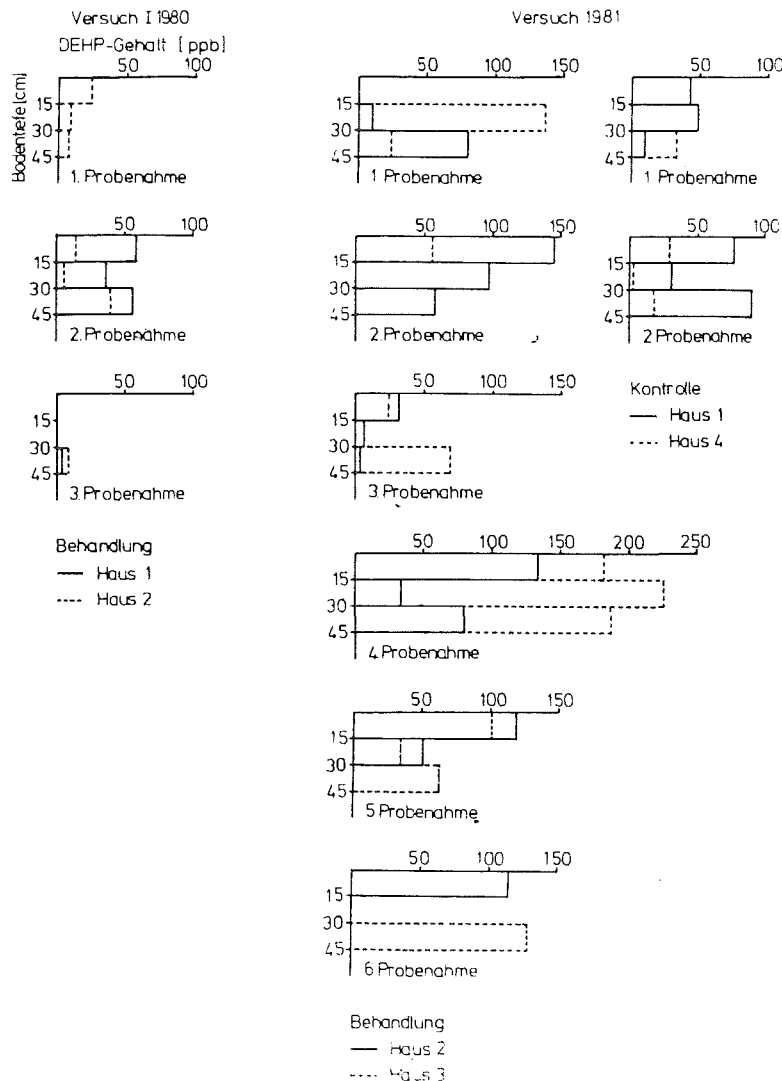 Versuch I 1980
Versuch 1981
DEHP-Gehalt [ppb]
50 100
Bodentiefe [cm]
15
30
45
1. Probenahme
50 100 150
15
30
45
1 Probenahme
50 100
15
30
45
1 Probenahme
50 100
15
30
45
2. Probenahme
50 100 150
15
30
45
2. Probenahme
50 100
15
30
45
2 Probenahme
50 100
15
30
45
3. Probenahme
50 100 150
15
30
45
3. Probenahme
Kontrolle
Haus 1
Haus 4
Behandlung
Haus 1
Haus 2
50 100 150 200 250
15
30
45
4 Probenahme
50 100 150
15
30
45
5 Probenahme
50 100 150
15
30
45
6 Probenahme
Behandlung
Haus 2
Haus 3